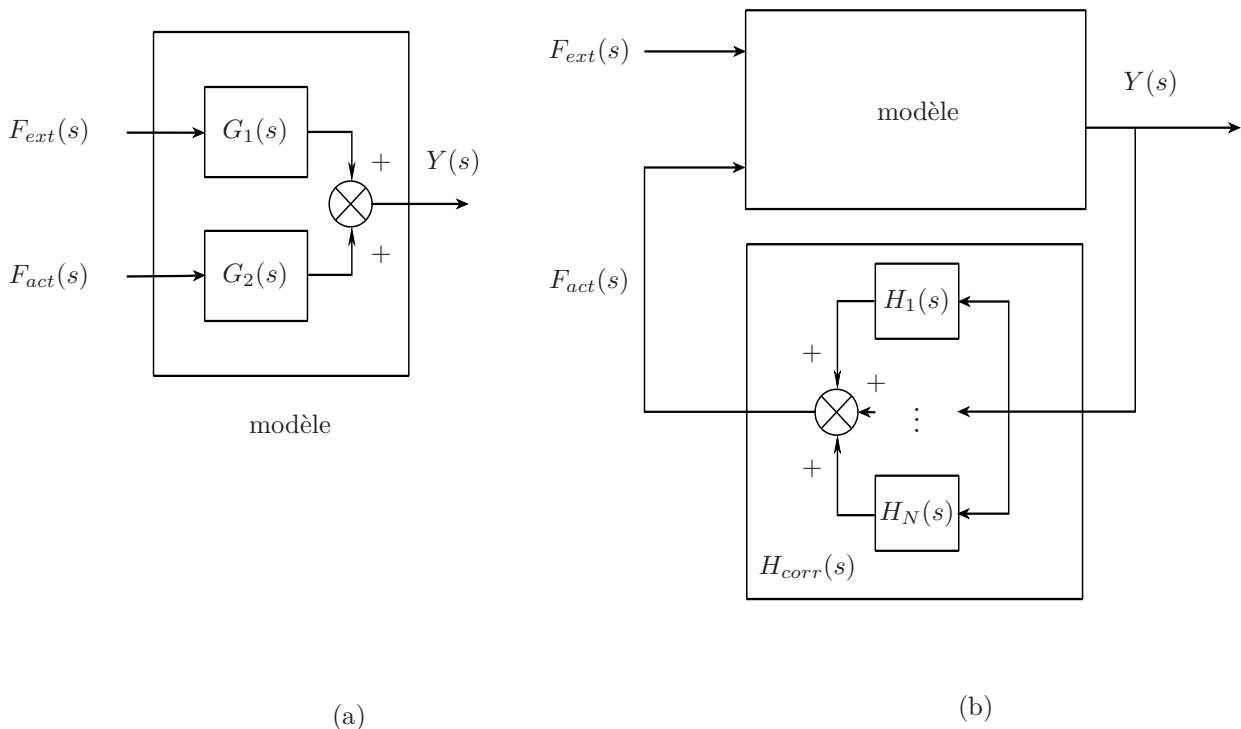 F_{ext}(s)
G_1(s)
+
Y(s)
F_{act}(s)
G_2(s)
+
modèle
(a)
F_{ext}(s)
modèle
Y(s)
F_{act}(s)
H_1(s)
+
+
⋮
+
H_N(s)
H_{corr}(s)
(b)